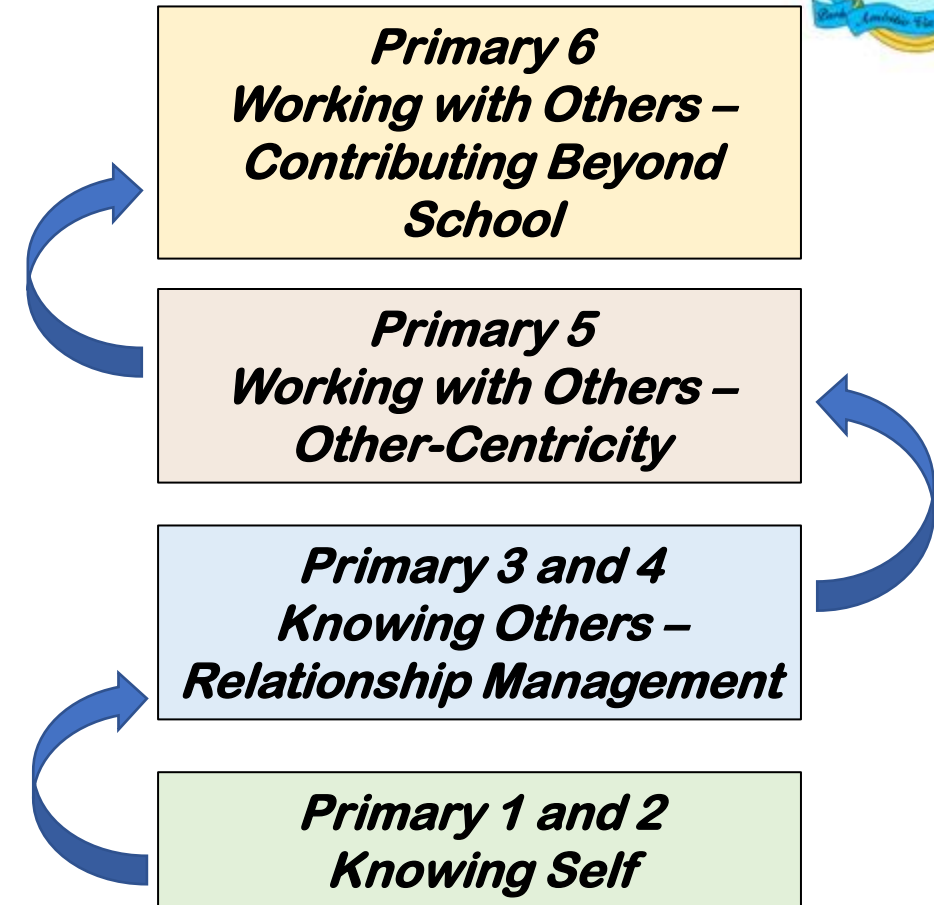 Primary 6
Working with Others –
Contributing Beyond
School
Primary 5
Working with Others –
Other-Centricity
Primary 3 and 4
Knowing Others –
Relationship Management
Primary 1 and 2
Knowing Self